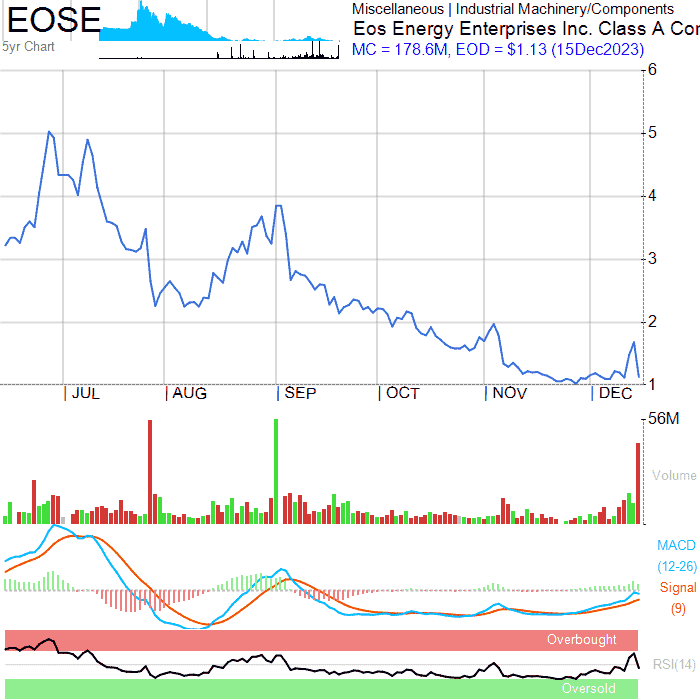 EOSE
5yr Chart
Miscellaneous | Industrial Machinery/Components
Eos Energy Enterprises Inc. Class A Cor
MC = 178.6M, EOD = $1.13 (15Dec2023)
6
5
4
3
2
1
| JUL | AUG | SEP | OCT | NOV | DEC
56M
Volume
MACD
(12-26)
Signal
(9)
Overbought
RSI(14)
Oversold